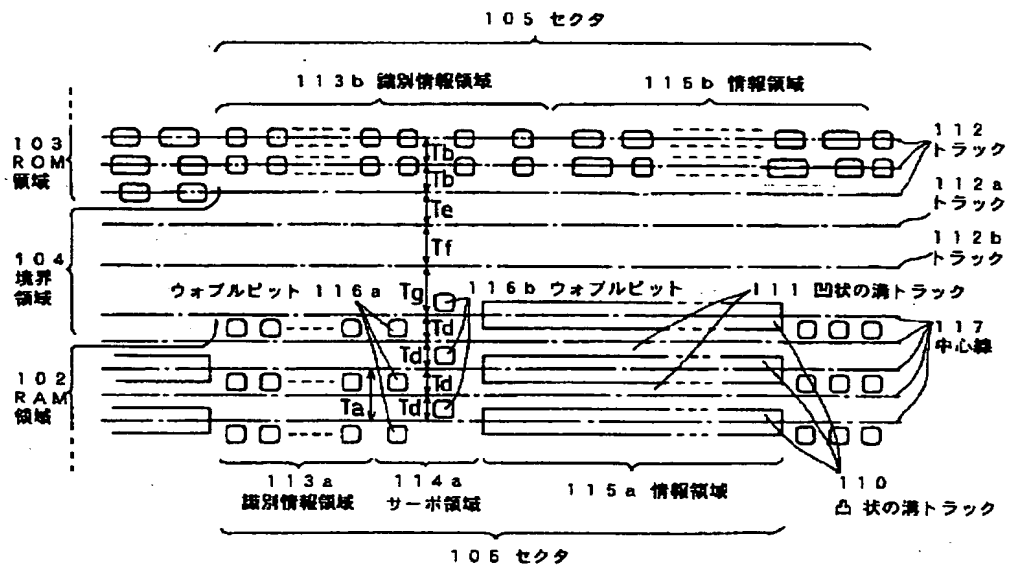 105 セクタ
113b 識別情報領域
115b 情報領域
103
ROM
領域
Tb
Tb
112
トラック
112a
トラック
Te
112b
トラック
Tf
104
境界
領域
ウォブルピット 116a
Tg
116b ウォブルピット
111 凹状の溝トラック
Td
117
中心線
Td
102
RAM
領域
Ta
Td
Td
113a
識別情報領域
114a
サーボ領域
115a 情報領域
110
凸 状の溝トラック
106 セクタ